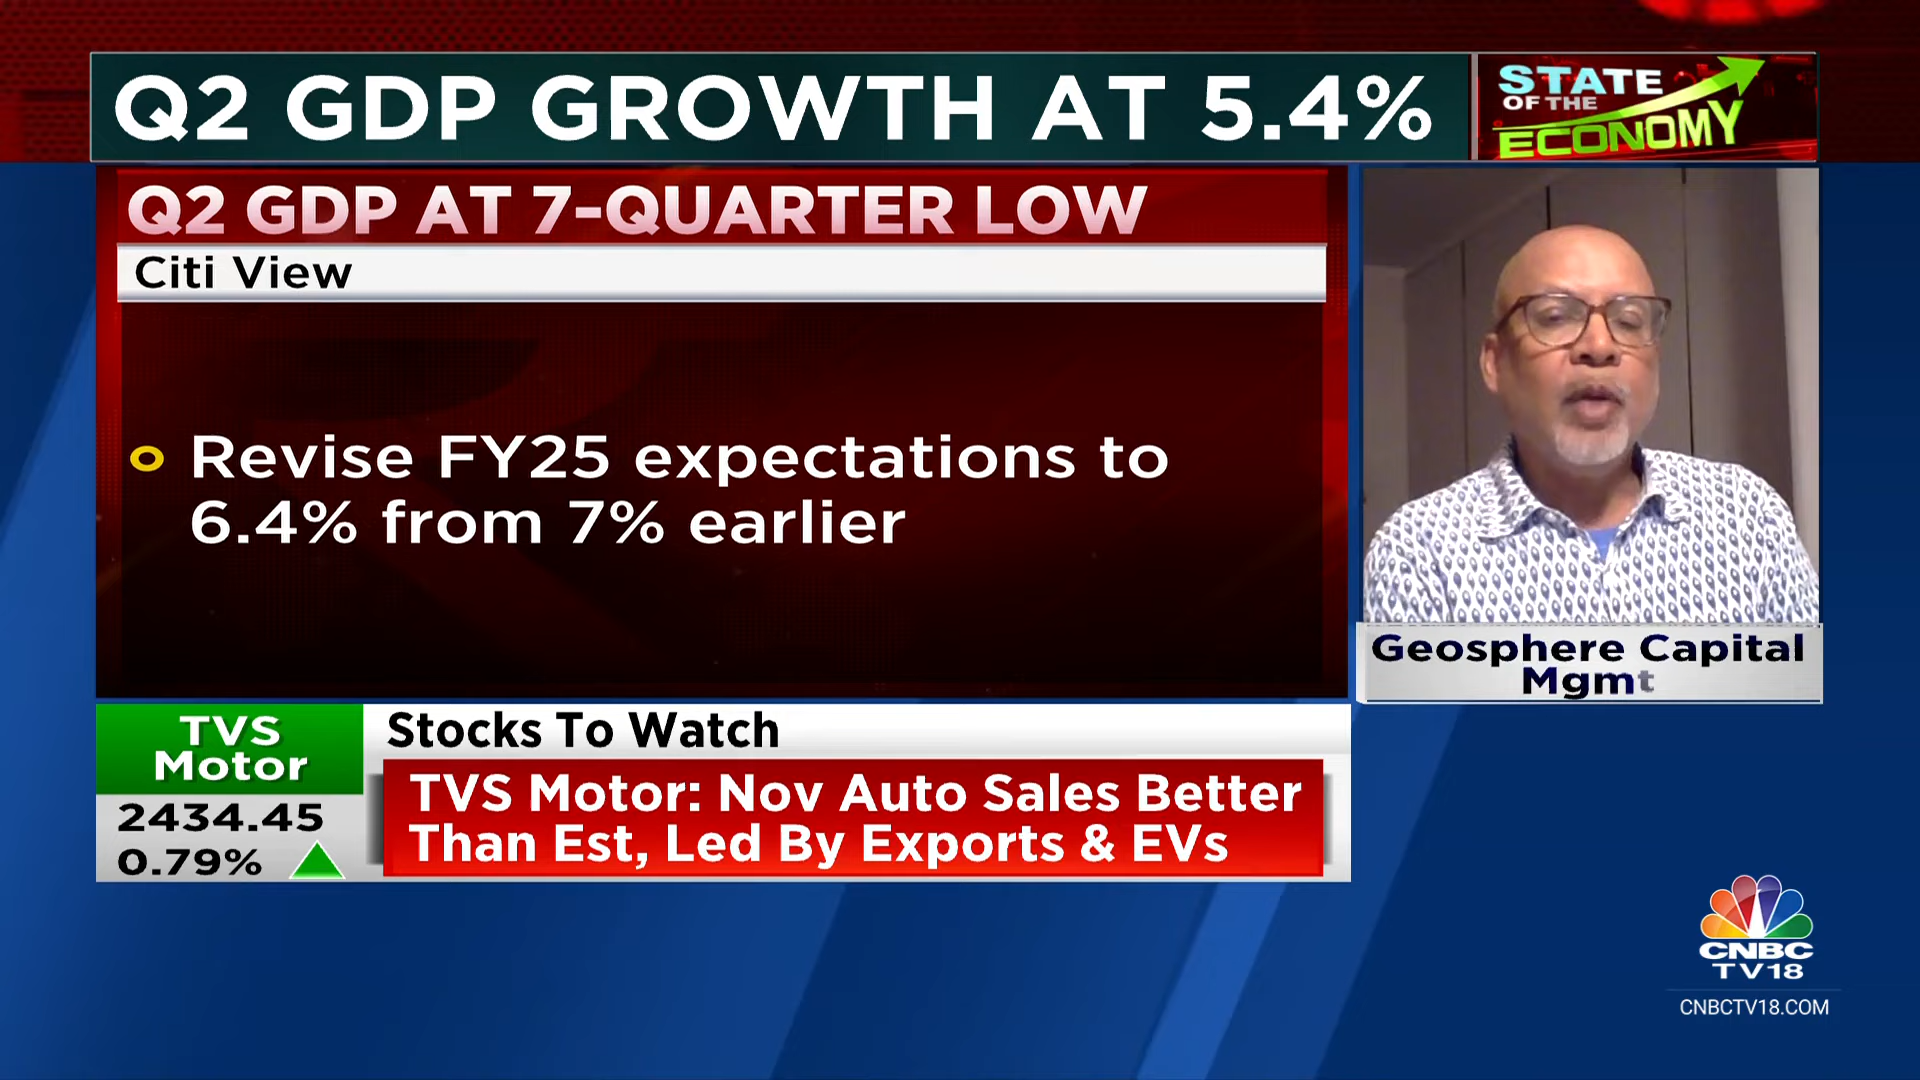 Q2 GDP GROWTH AT 5.4%
STATE
OF THE
ECONOMY
Q2 GDP AT 7-QUARTER LOW
Citi View
Revise FY25 expectations to
6.4% from 7% earlier
Geosphere Capital
Mgmt
TVS
Motor
2434.45
0.79%
Stocks To Watch
TVS Motor: Nov Auto Sales Better
Than Est, Led By Exports & EVs
CNBC
TV18
CNBCTV18.COM